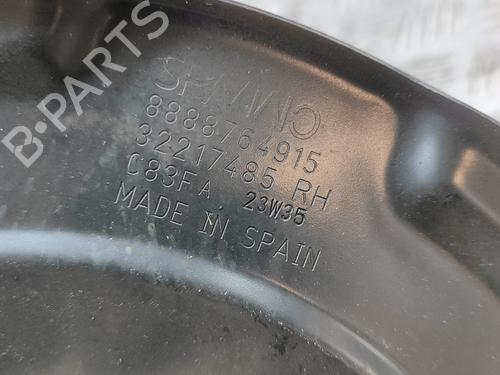 8888764915
32217485 RH
C83FA 23W35
MADE IN SPAIN
B-PARTS